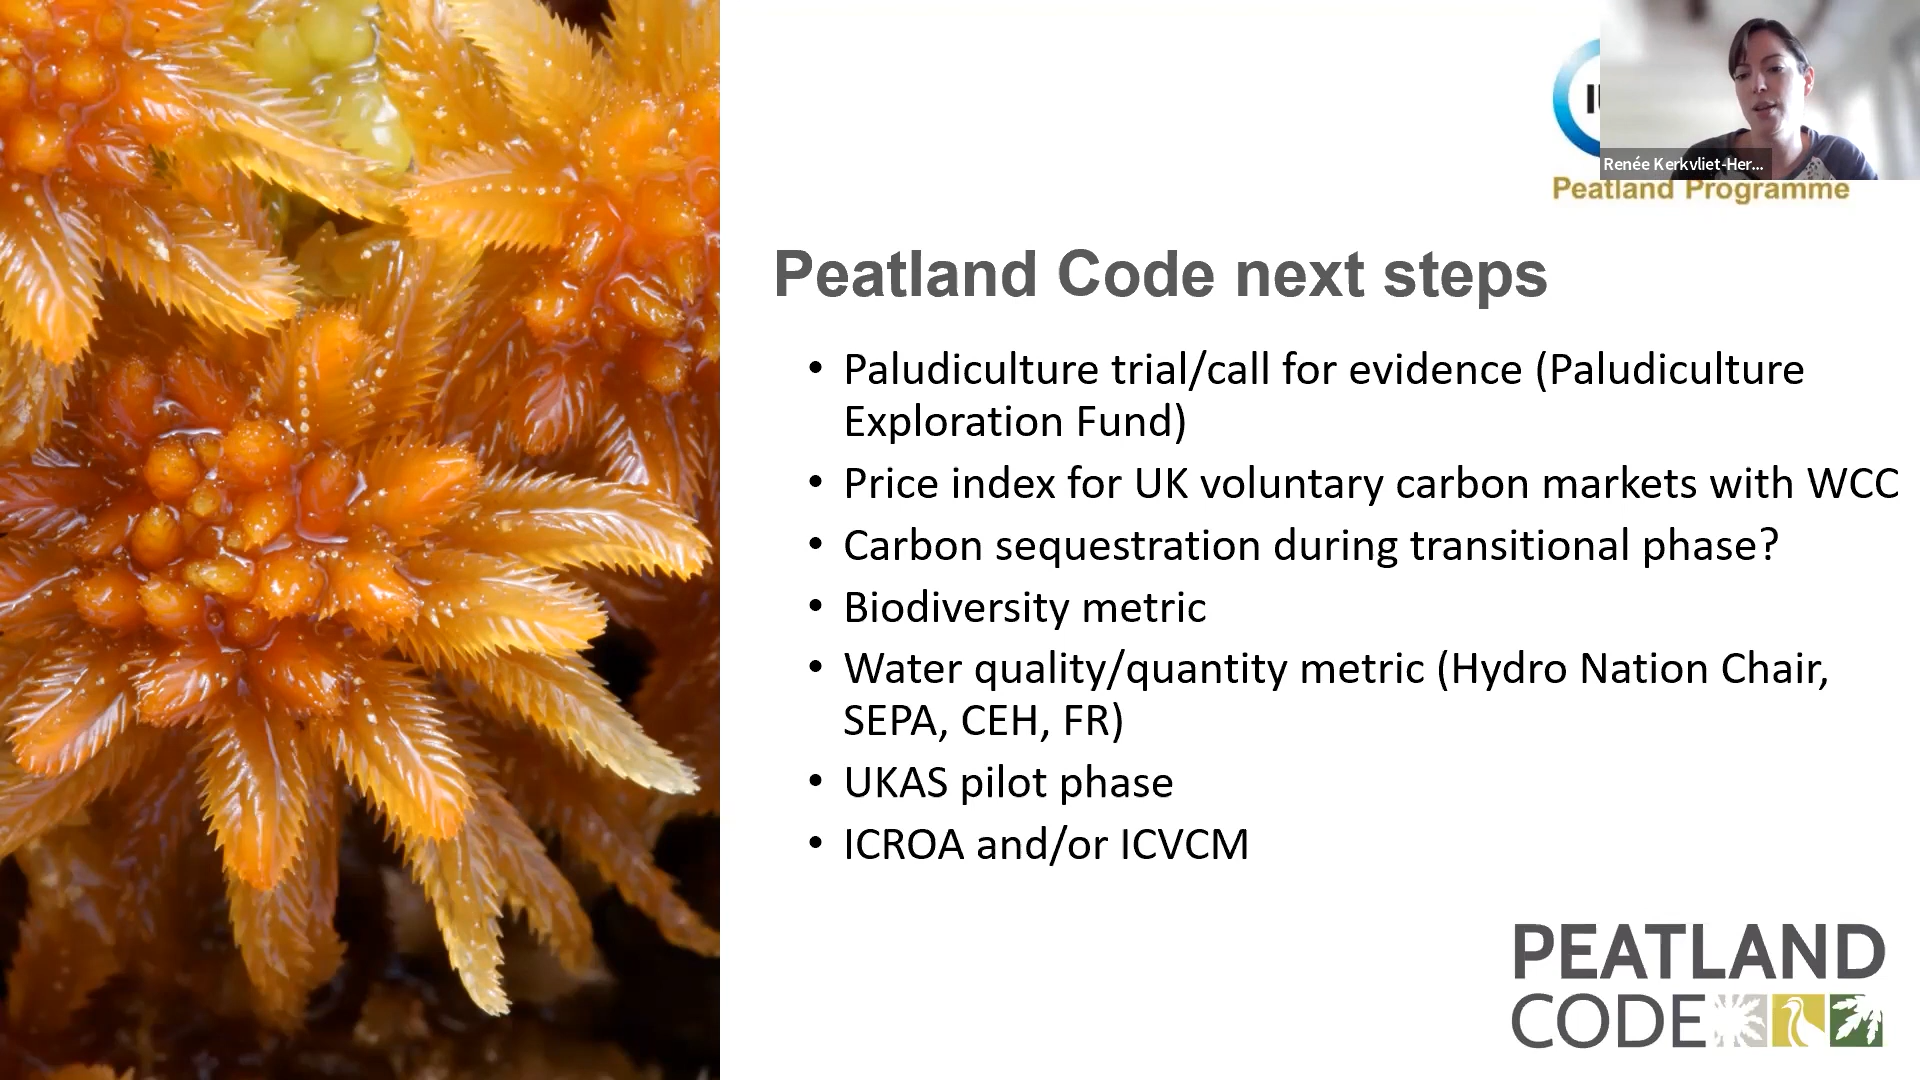 Renée Kerkvliet-Her...
Peatland Programme
Peatland Code next steps
• Paludiculture trial/call for evidence (Paludiculture
Exploration Fund)
• Price index for UK voluntary carbon markets with WCC
• Carbon sequestration during transitional phase?
• Biodiversity metric
• Water quality/quantity metric (Hydro Nation Chair,
SEPA, CEH, FR)
• UKAS pilot phase
• ICROA and/or ICVCM
PEATLAND
CODE